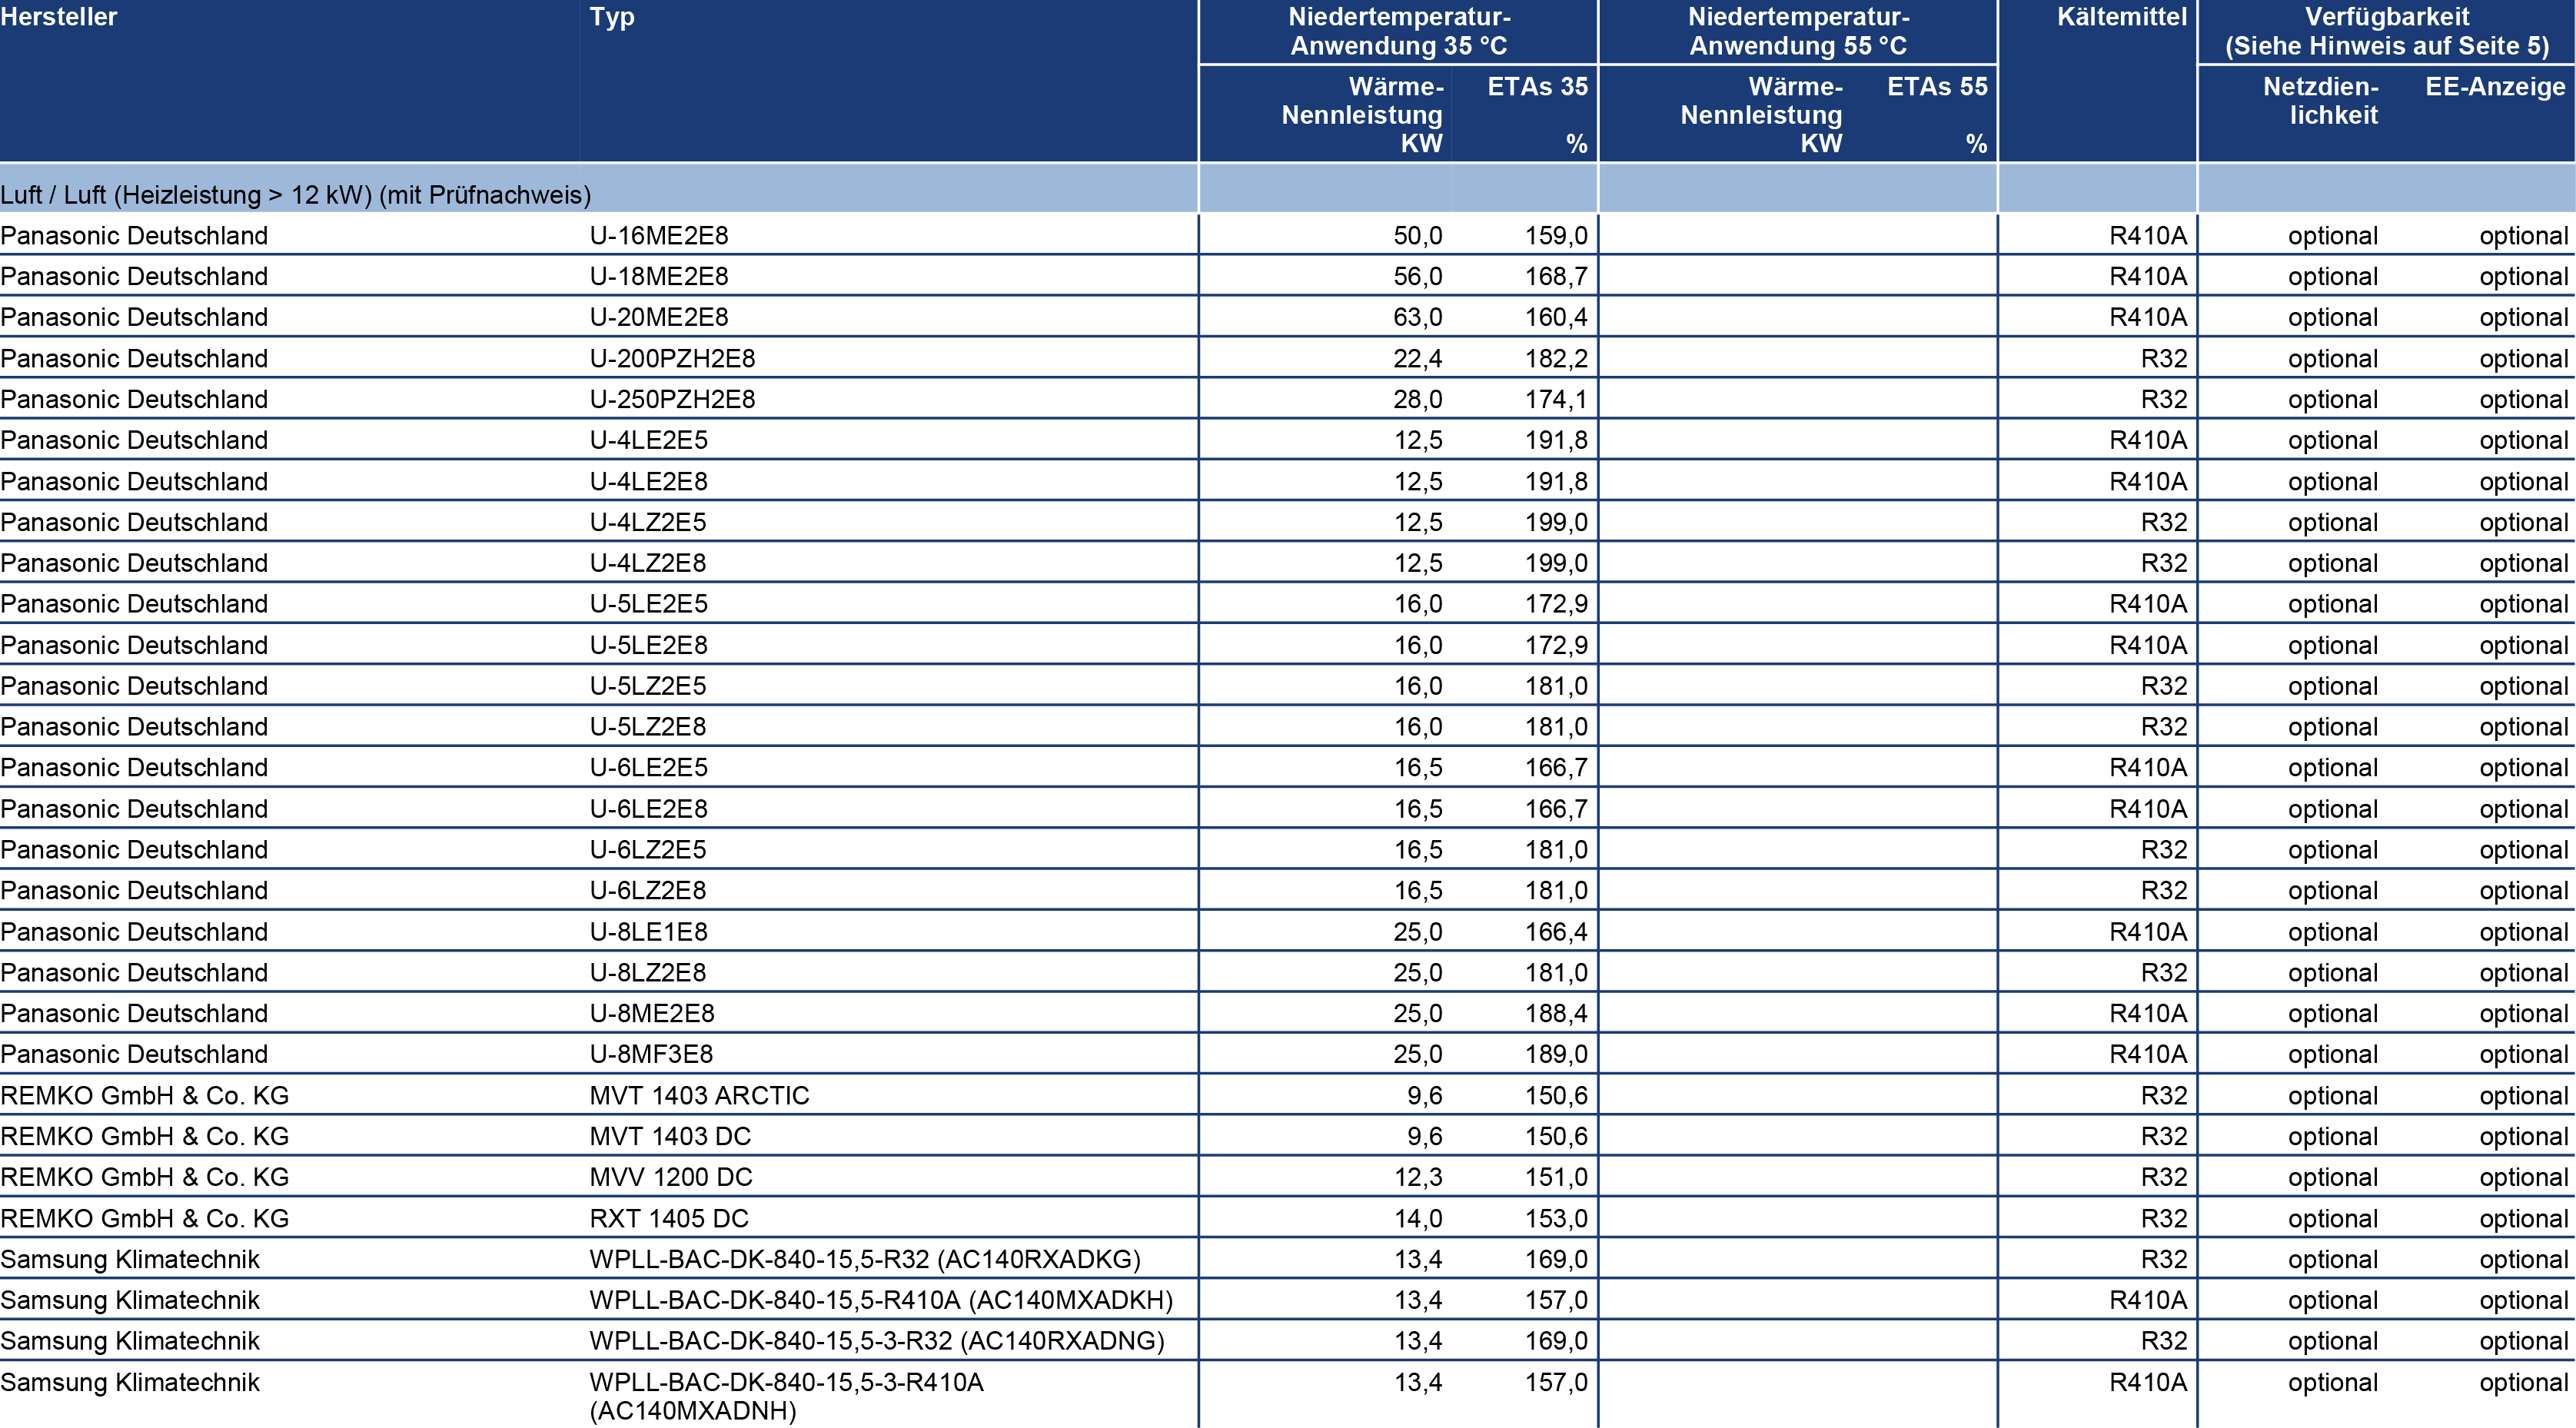 Hersteller Typ Niedertemperatur- Niedertemperatur- Kältemittel Verfügbarkeit
Anwendung 35 °C Anwendung 55 °C (Siehe Hinweis auf Seite 5)
Wärme- ETAs 35 Wärme- ETAs 55 Netzdien- EE-Anzeige
Nennleistung Nennleistung lichkeit
KW % KW %
Luft / Luft (Heizleistung > 12 kW) (mit Prüfnachweis)
Panasonic Deutschland U-16ME2E8 50,0 159,0 R410A optional optional
Panasonic Deutschland U-18ME2E8 56,0 168,7 R410A optional optional
Panasonic Deutschland U-20ME2E8 63,0 160,4 R410A optional optional
Panasonic Deutschland U-200PZH2E8 22,4 182,2 R32 optional optional
Panasonic Deutschland U-250PZH2E8 28,0 174,1 R32 optional optional
Panasonic Deutschland U-4LE2E5 12,5 191,8 R410A optional optional
Panasonic Deutschland U-4LE2E8 12,5 191,8 R410A optional optional
Panasonic Deutschland U-4LZ2E5 12,5 199,0 R32 optional optional
Panasonic Deutschland U-4LZ2E8 12,5 199,0 R32 optional optional
Panasonic Deutschland U-5LE2E5 16,0 172,9 R410A optional optional
Panasonic Deutschland U-5LE2E8 16,0 172,9 R410A optional optional
Panasonic Deutschland U-5LZ2E5 16,0 181,0 R32 optional optional
Panasonic Deutschland U-5LZ2E8 16,0 181,0 R32 optional optional
Panasonic Deutschland U-6LE2E5 16,5 166,7 R410A optional optional
Panasonic Deutschland U-6LE2E8 16,5 166,7 R410A optional optional
Panasonic Deutschland U-6LZ2E5 16,5 181,0 R32 optional optional
Panasonic Deutschland U-6LZ2E8 16,5 181,0 R32 optional optional
Panasonic Deutschland U-8LE1E8 25,0 166,4 R410A optional optional
Panasonic Deutschland U-8LZ2E8 25,0 181,0 R32 optional optional
Panasonic Deutschland U-8ME2E8 25,0 188,4 R410A optional optional
Panasonic Deutschland U-8MF3E8 25,0 189,0 R410A optional optional
REMKO GmbH & Co. KG MVT 1403 ARCTIC 9,6 150,6 R32 optional optional
REMKO GmbH & Co. KG MVT 1403 DC 9,6 150,6 R32 optional optional
REMKO GmbH & Co. KG MVV 1200 DC 12,3 151,0 R32 optional optional
REMKO GmbH & Co. KG RXT 1405 DC 14,0 153,0 R32 optional optional
Samsung Klimatechnik WPLL-BAC-DK-840-15,5-R32 (AC140RXADKG) 13,4 169,0 R32 optional optional
Samsung Klimatechnik WPLL-BAC-DK-840-15,5-R410A (AC140MXADKH) 13,4 157,0 R410A optional optional
Samsung Klimatechnik WPLL-BAC-DK-840-15,5-3-R32 (AC140RXADNG) 13,4 169,0 R32 optional optional
Samsung Klimatechnik WPLL-BAC-DK-840-15,5-3-R410A 13,4 157,0 R410A optional optional
(AC140MXADNH)